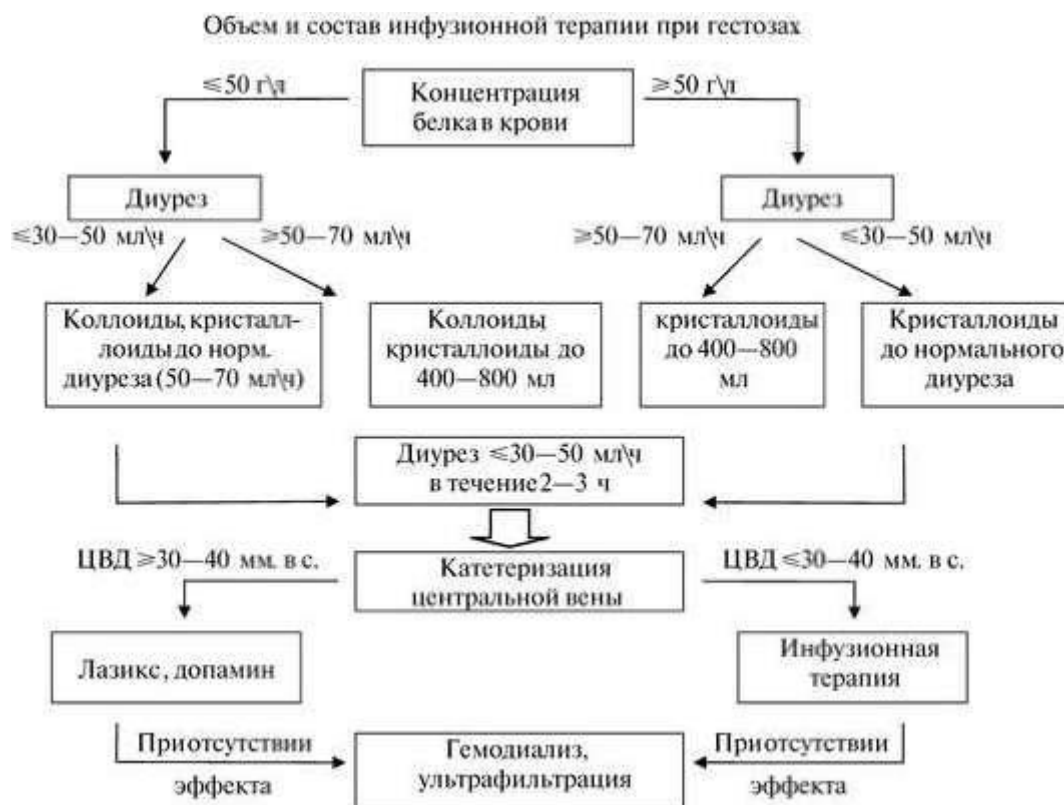 Объем и состав инфузионной терапии при гестозах
≤50 г\л
≥50 г\л
Концентрация
белка в крови
Диурез
Диурез
≤30—50 мл\ч
≥50—70 мл\ч
≥50—70 мл\ч
≤30—50 мл\ч
Коллоиды, кристалл-
лоиды до норм.
диуреза (50—70 мл\ч)
Коллоиды
кристаллоиды до
400—800 мл
кристаллоиды
до 400—800
мл
Кристаллоиды
до нормального
диуреза
Диурез ≤30—50 мл\ч
в течение 2—3 ч
ЦВД ≥30—40 мм. в с.
ЦВД ≤30—40 мм. в с.
Катетеризация
центральной вены
Лазикс, допамин
Инфузионная
терапия
Приотсутствии
эффекта
Гемодиализ,
ультрафильтрация
Приотсутствии
эффекта